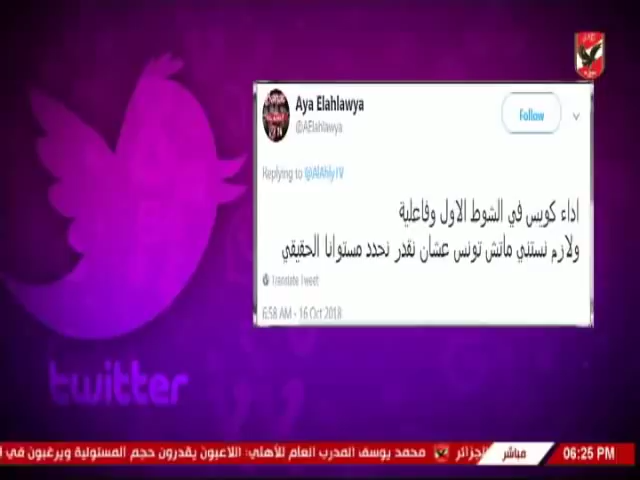 Aya Elahlawya
@AElahlawya
Follow
Replying to @AlAhlyTV
اداء كويس في الشوط الاول وفاعلية
ولازم نستني ماتش تونس عشان نقدر نحدد مستوانا الحقيقي
Translate Tweet
6:58 AM - 16 Oct 2018
twitter
الجزائر محمد يوسف المدرب العام للأهلي: اللاعبون يقدرون حجم المسئولية ويرغبون في
مباشر
06:25 PM